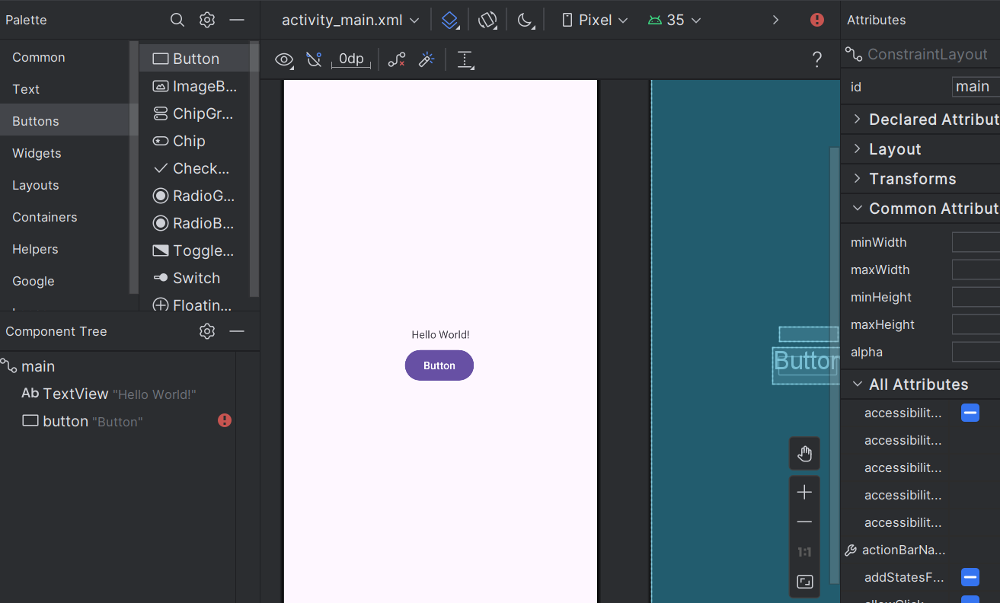 Palette
activity_main.xml
Pixel
35
Attributes
Common
Text
Buttons
Widgets
Layouts
Containers
Helpers
Google
Button
ImageB...
ChipGr...
Chip
Check...
RadioG...
RadioB...
Toggle...
Switch
Floatin...
0dp
?
Hello World!
Button
Button
1:1
Component Tree
main
Ab TextView "Hello World!"
button "Button"
ConstraintLayout
id main
Declared Attribut
Layout
Transforms
Common Attribut
minWidth
maxWidth
minHeight
maxHeight
alpha
All Attributes
accessibilit...
accessibilit...
accessibilit...
accessibilit...
accessibilit...
actionBarNa...
addStatesF...